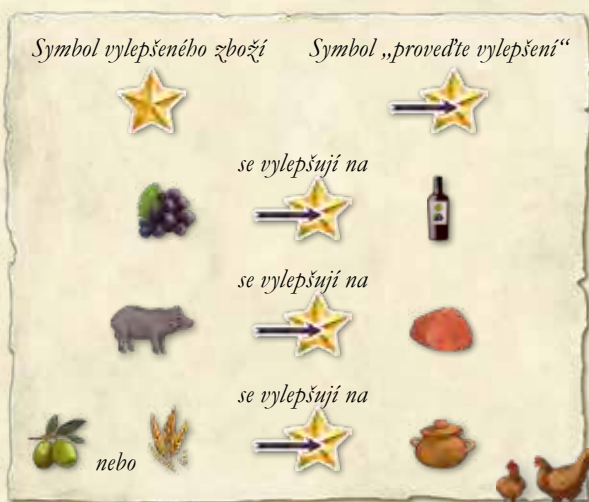 Symbol vylepšeného zboží
Symbol „proveďte vylepšení“
se vylepšují na
se vylepšují na
se vylepšují na
nebo